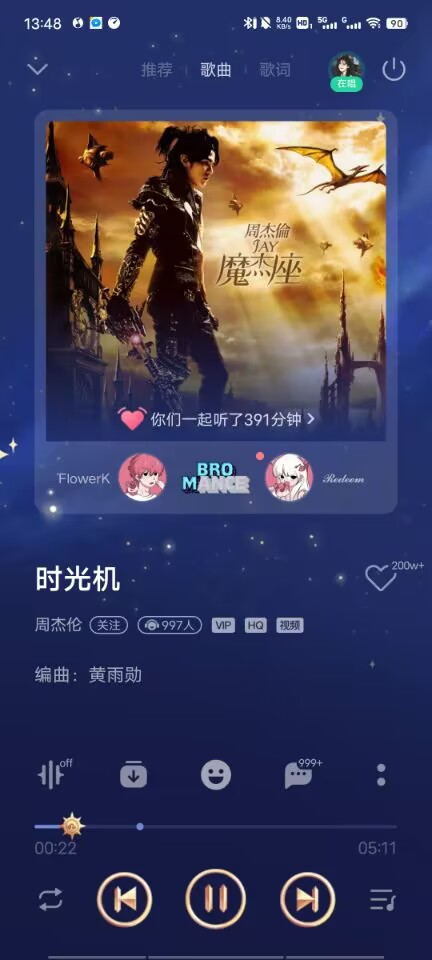 13:48 8.40 KB/s HD 1 5G G 90
推荐 歌曲 歌词
在唱
周杰倫
JAY
魔杰座
你们一起听了391分钟
FlowerK BRO MANCE Redeem
时光机 200w+
周杰伦 关注 997人 VIP HQ 视频
编曲：黄雨勋
off 999+
00:22 05:11